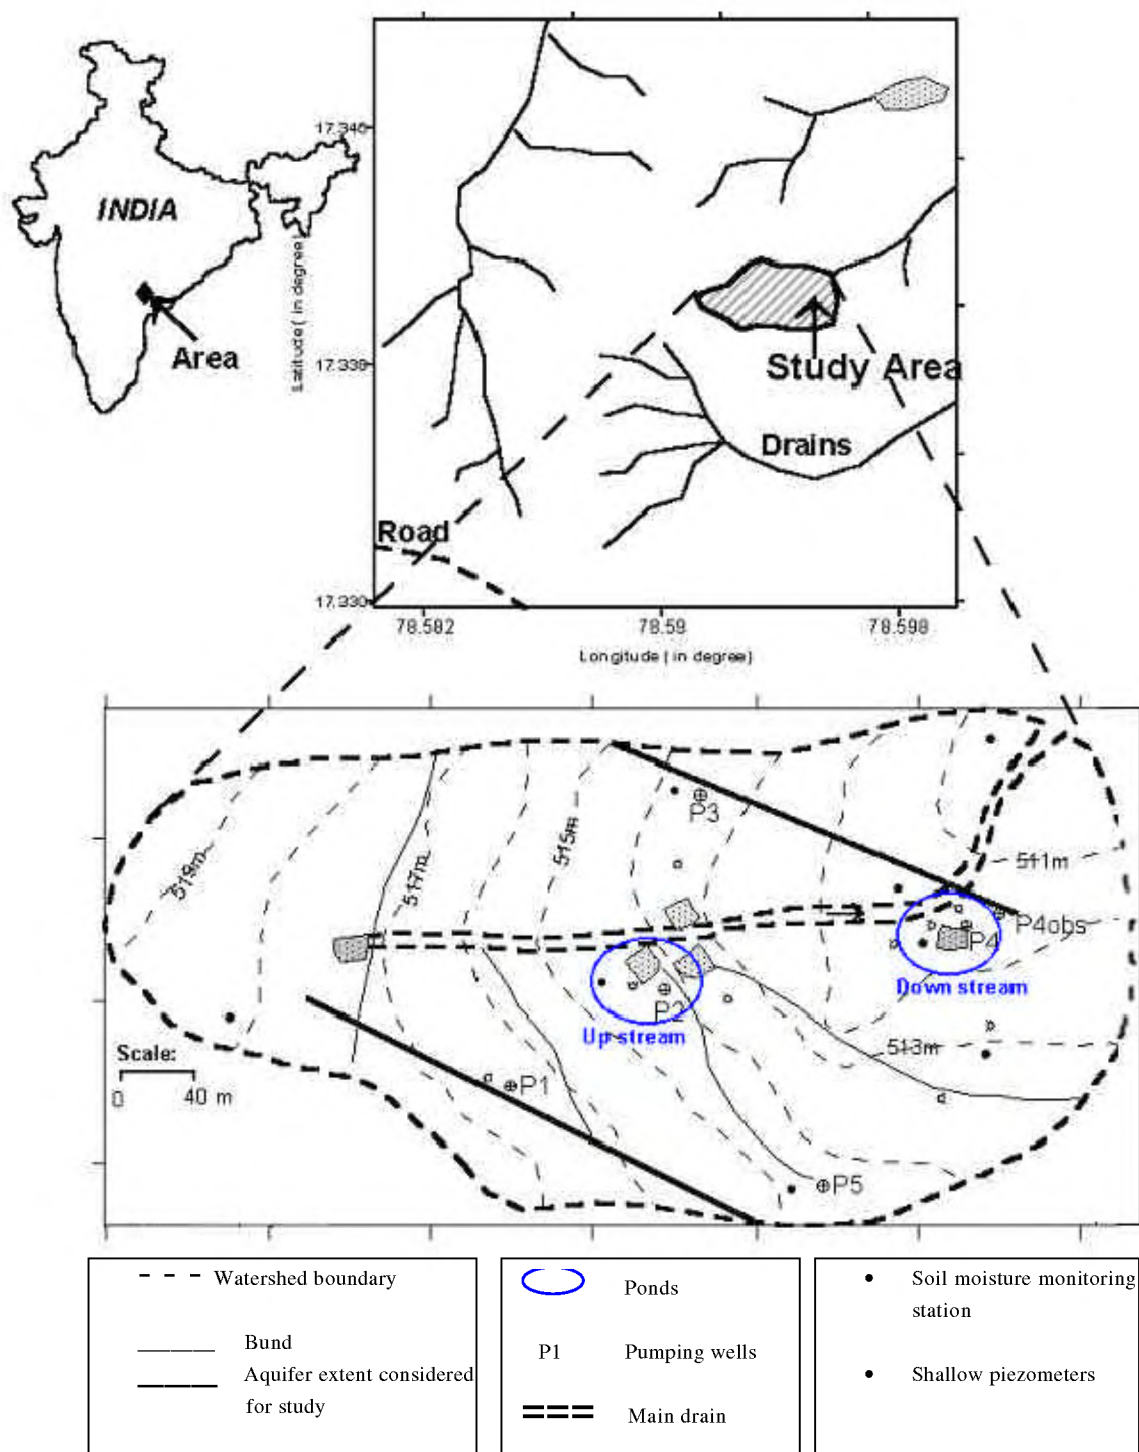 INDIA
Area
17.340
17.339
17.330
Latitude ( in degree)
Study Area
Drains
Road
78.582
78.59
78.598
Longitude ( in degree)
519m
517m
515m
P3
511m
P4obs
P4
Down stream
P2
Up stream
513m
Scale:
0 40 m
P1
P5
Watershed boundary
Bund
Aquifer extent considered
for study
Ponds
P1 Pumping wells
Main drain
Soil moisture monitoring
station
Shallow piezometers